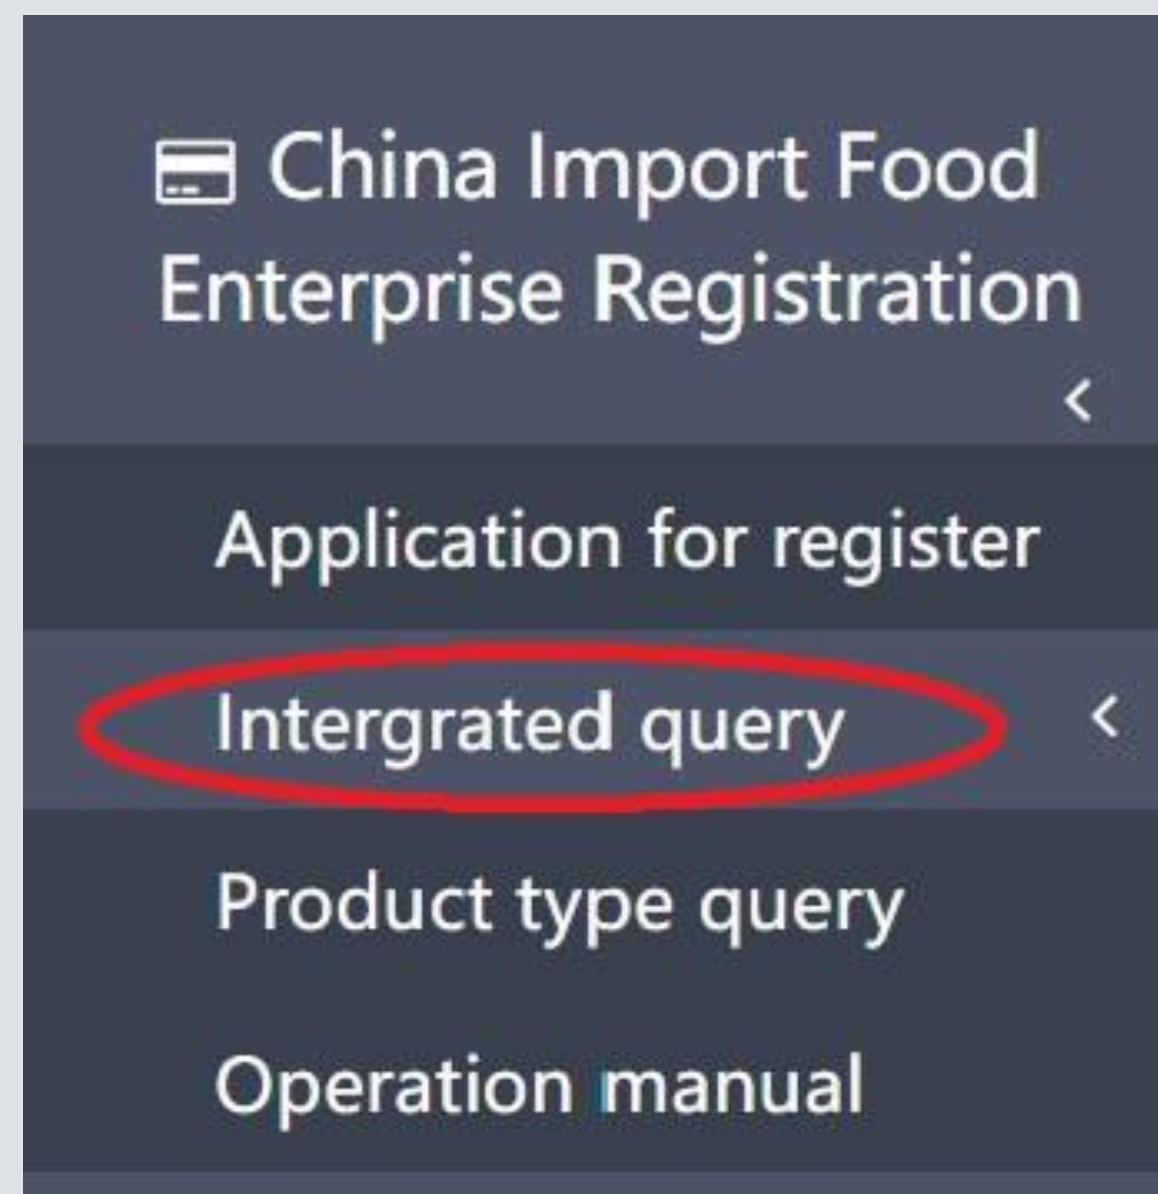 China Import Food
Enterprise Registration
Application for register
Intergrated query
Product type query
Operation manual